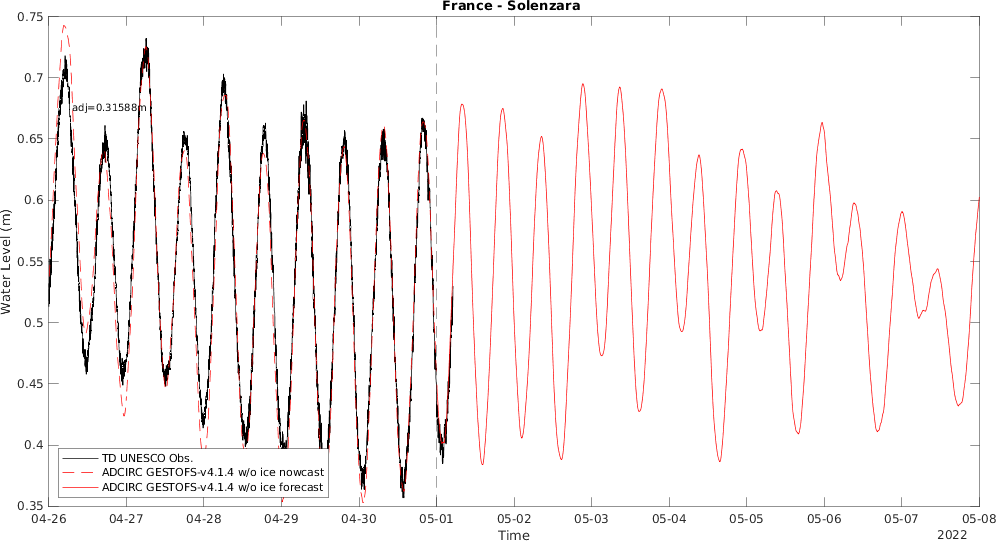 France - Solenzara
0.75
0.7
0.65
0.6
0.55
0.5
0.45
0.4
0.35
Water Level (m)
adj=0.31588m
TD UNESCO Obs.
ADCIRC GESTOFS-v4.1.4 w/o ice nowcast
ADCIRC GESTOFS-v4.1.4 w/o ice forecast
04-26 04-27 04-28 04-29 04-30 05-01 05-02 05-03 05-04 05-05 05-06 05-07 05-08
Time
2022